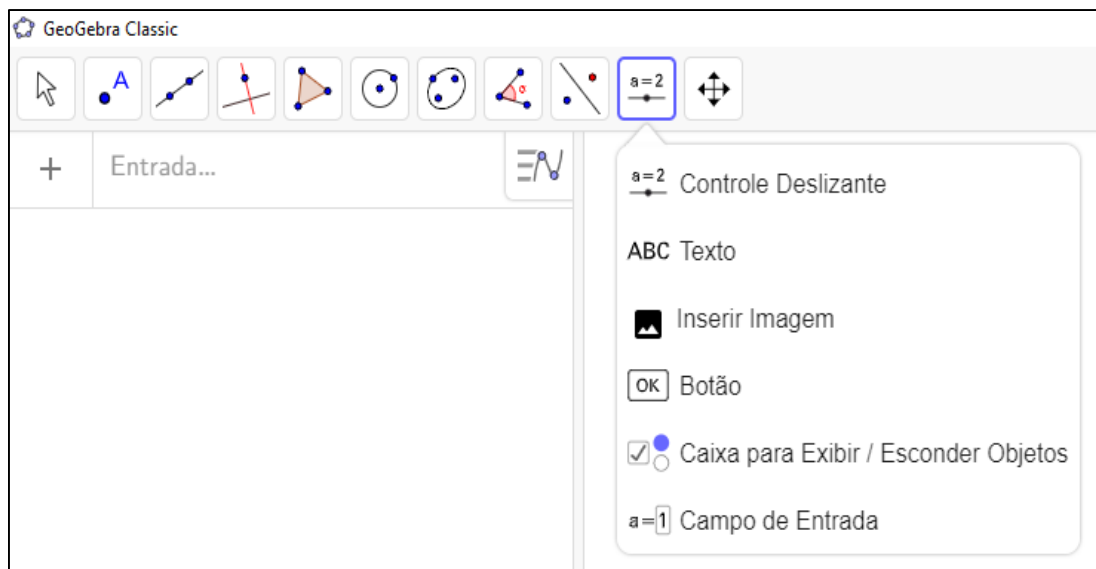 GeoGebra Classic
A
α
a=2
+ Entrada...
a=2 Controle Deslizante
ABC Texto
Inserir Imagem
OK Botão
Caixa para Exibir / Esconder Objetos
a=1 Campo de Entrada